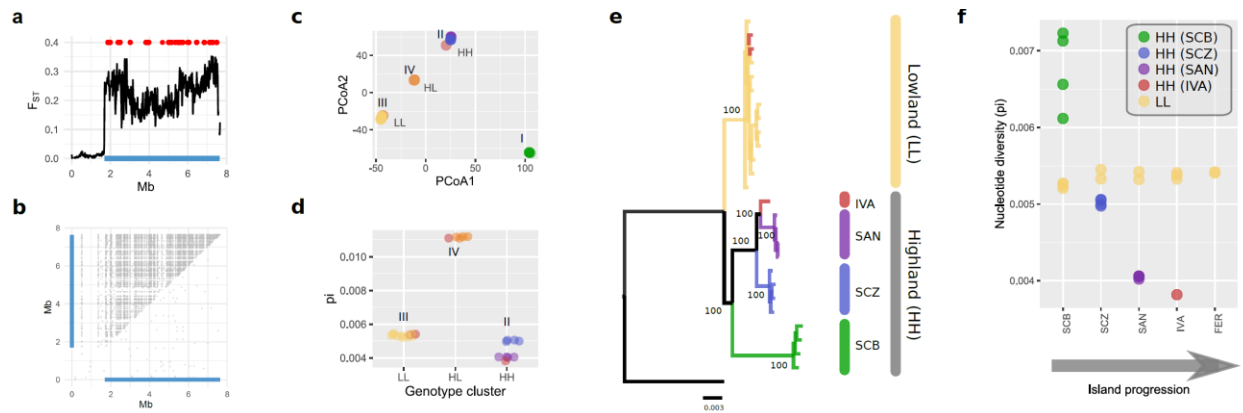 a
0.4
0.3
0.2
0.1
0.0
FST
0 2 4 6 8
Mb
b
8
6
4
2
0
Mb
0 2 4 6 8
Mb
c
II
HH
IV
HL
III
LL
I
40
0
-40
PCoA2
-50 0 50 100
PCoA1
d
0.010
0.008
0.006
0.004
pi
IV
III
II
LL HL HH
Genotype cluster
e
100
100
100
100
100
100
100
100
0.003
Lowland (LL)
IVA
SAN
SCZ
SCB
Highland (HH)
f
HH (SCB)
HH (SCZ)
HH (SAN)
HH (IVA)
LL
0.007
0.006
0.005
0.004
Nucleotide diversity (pi)
SCB SCZ SAN IVA FER
Island progression